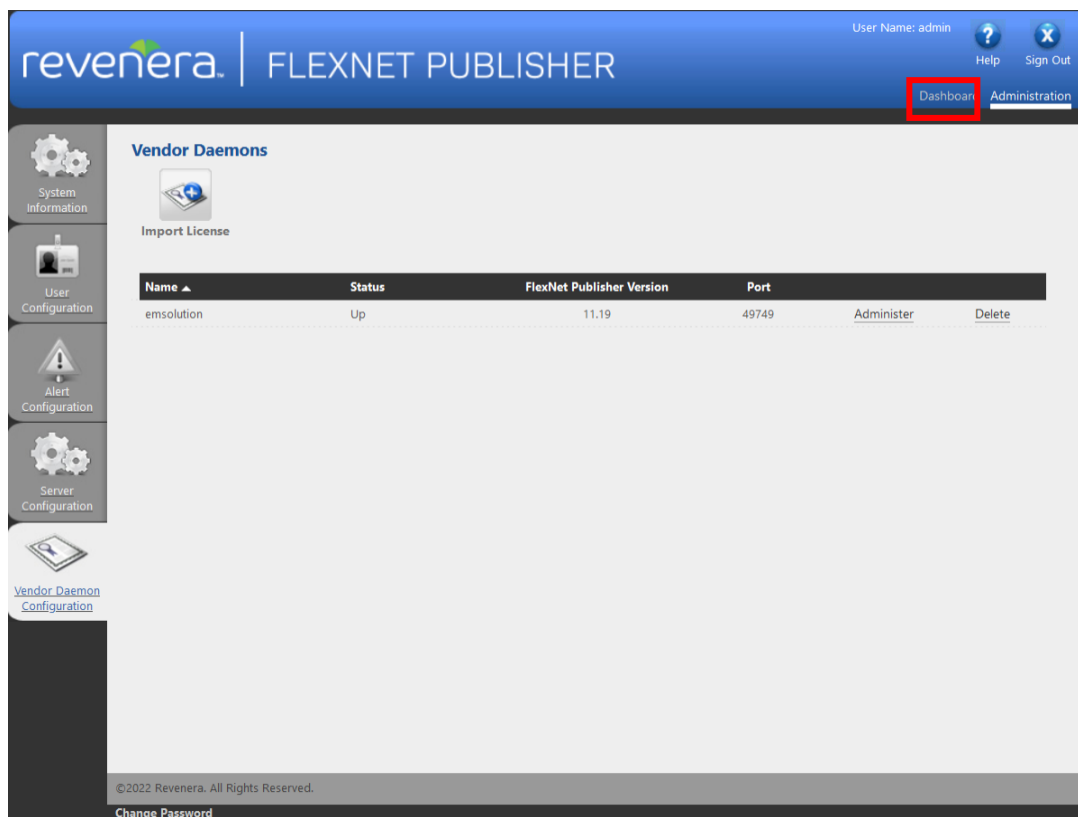 User Name: admin
Help
Sign Out
revenera™ FLEXNET PUBLISHER
Dashboard
Administration
System
Information
User
Configuration
Alert
Configuration
Server
Configuration
Vendor Daemon
Configuration
Vendor Daemons
Import License
Name Status FlexNet Publisher Version Port
emsolution Up 11.19 49749 Administer Delete
©2022 Revenera. All Rights Reserved.
Change Password